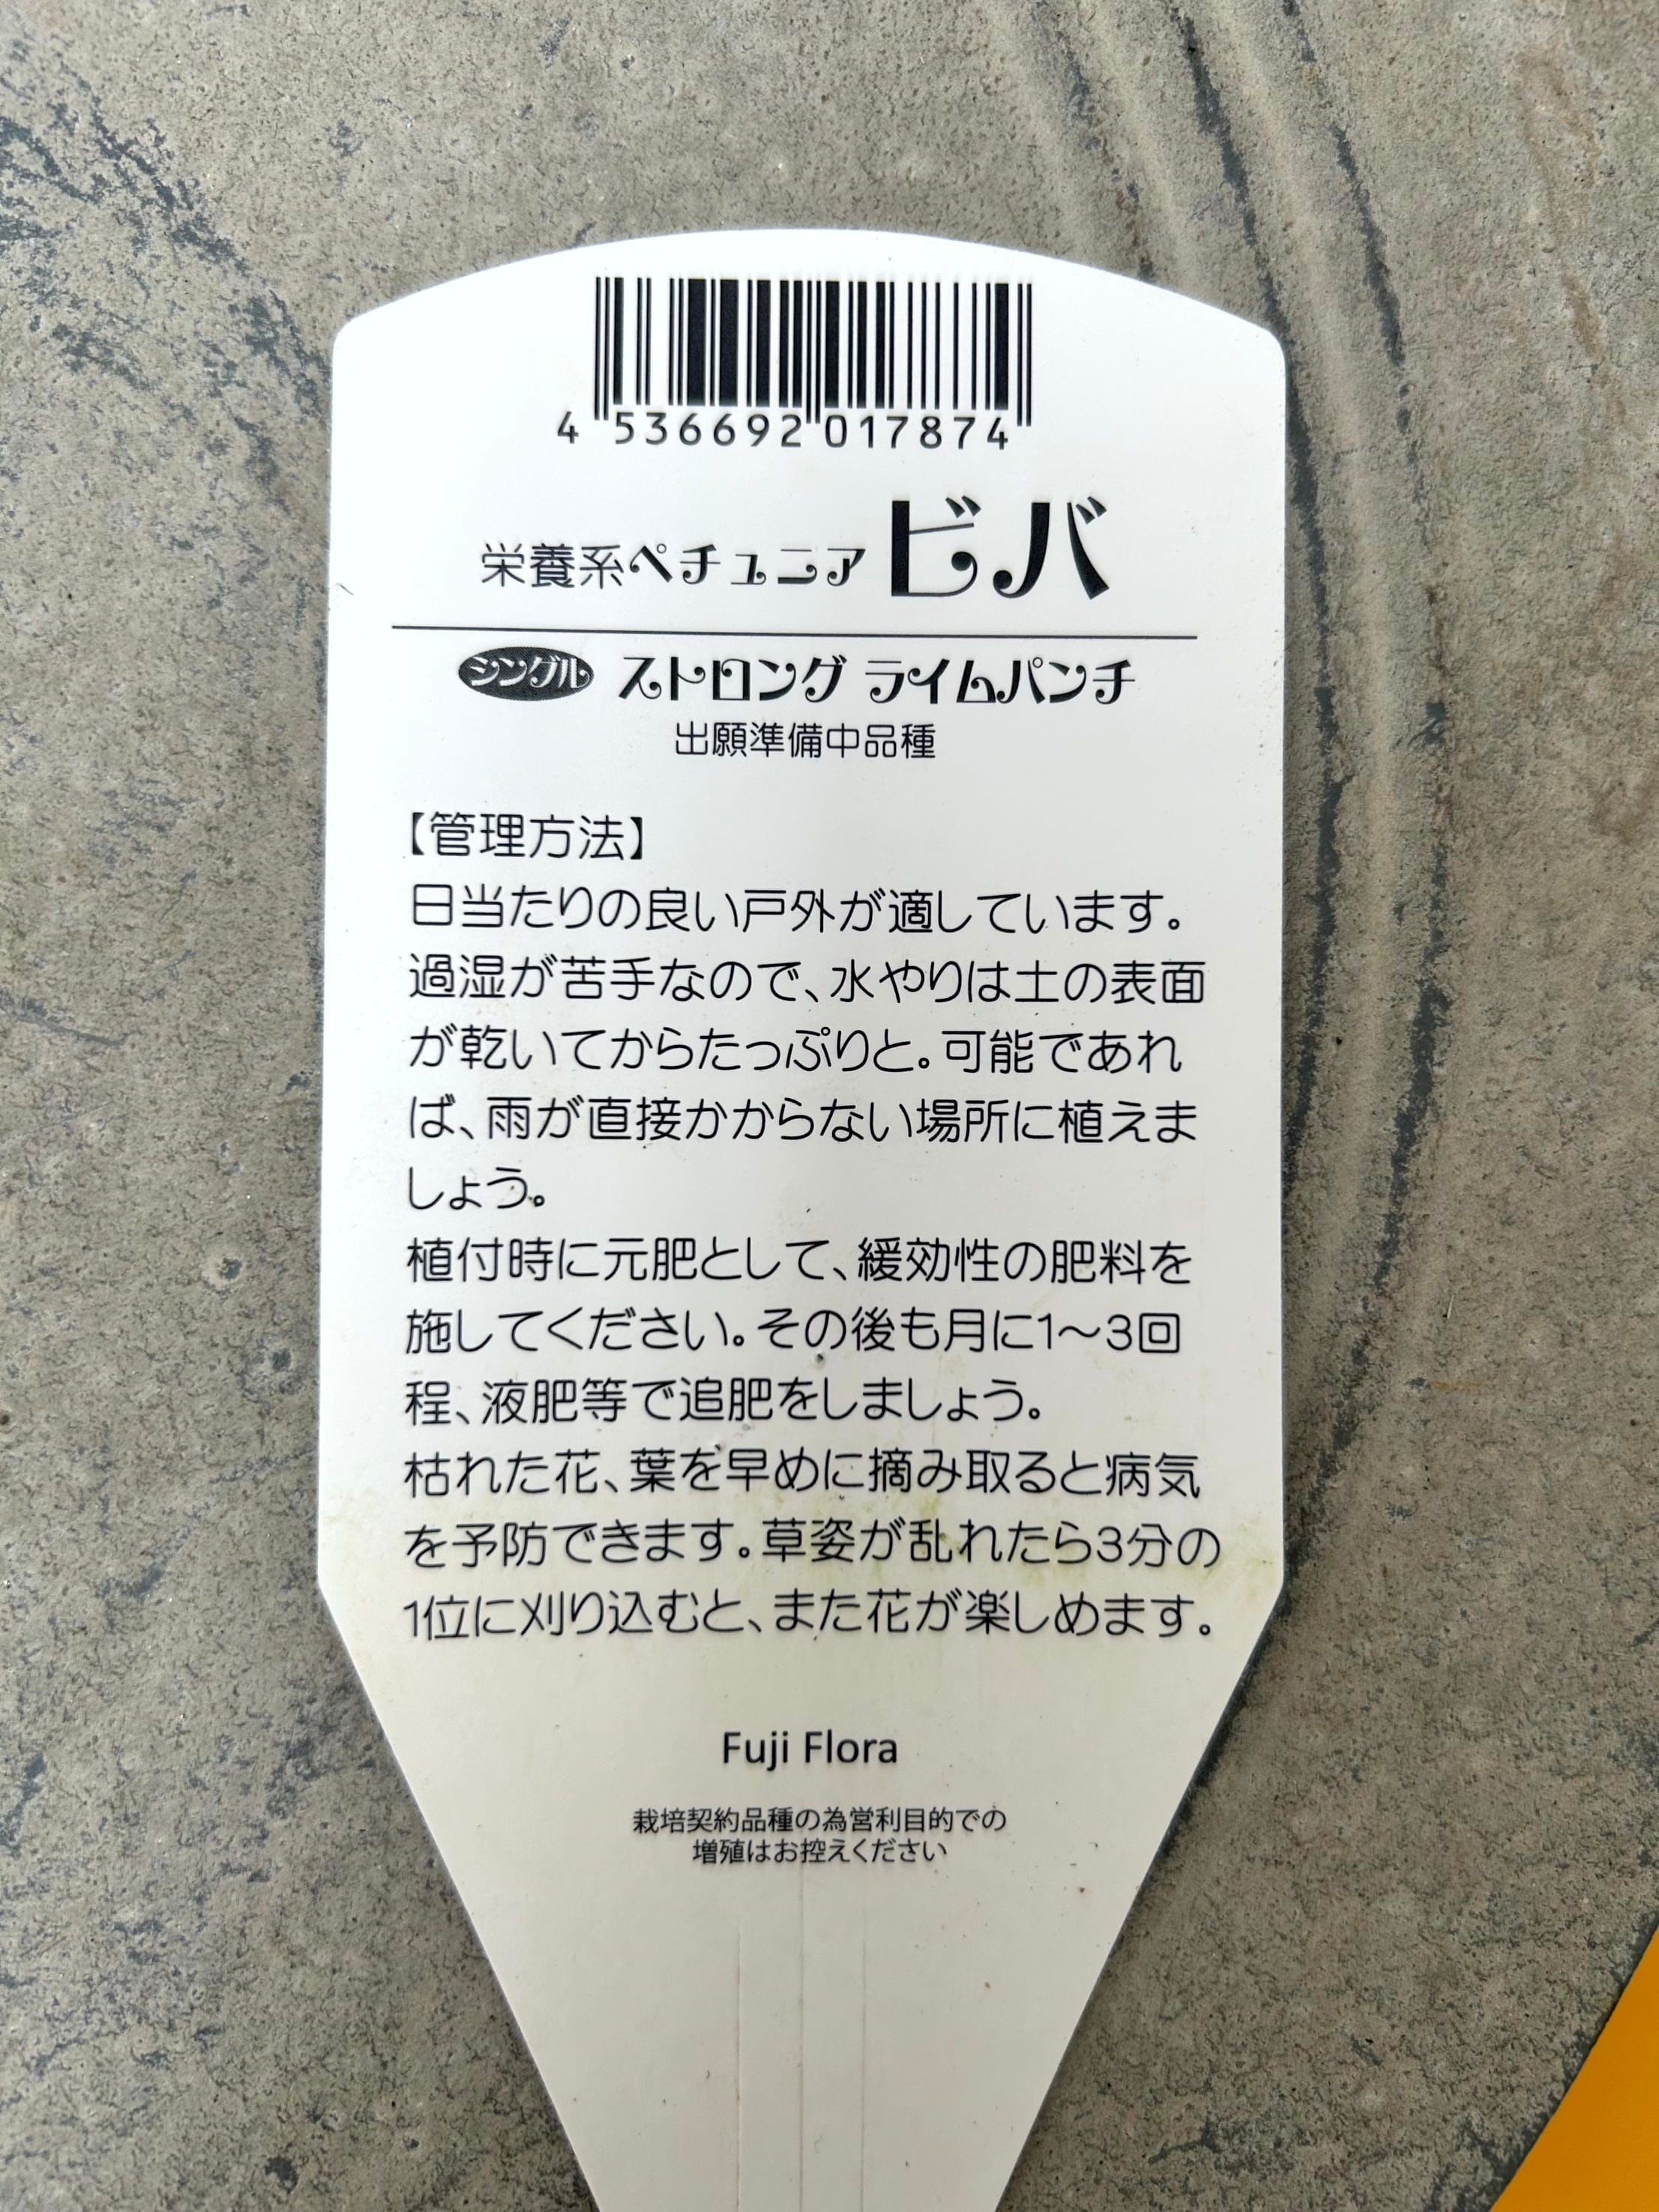 4 536692 017874
栄養系ペチュニア ビバ
シングル ストロング ライムパンチ
出願準備中品種
【管理方法】
日当たりの良い戸外が適しています。
過湿が苦手なので、水やりは土の表面
が乾いてからたっぷりと。可能であれ
ば、雨が直接かからない場所に植えま
しょう。
植付時に元肥として、緩効性の肥料を
施してください。その後も月に1〜3回
程、液肥等で追肥をしましょう。
枯れた花、葉を早めに摘み取ると病気
を予防できます。草姿が乱れたら3分の
1位に刈り込むと、また花が楽しめます。
Fuji Flora
栽培契約品種の為営利目的での
増殖はお控えください